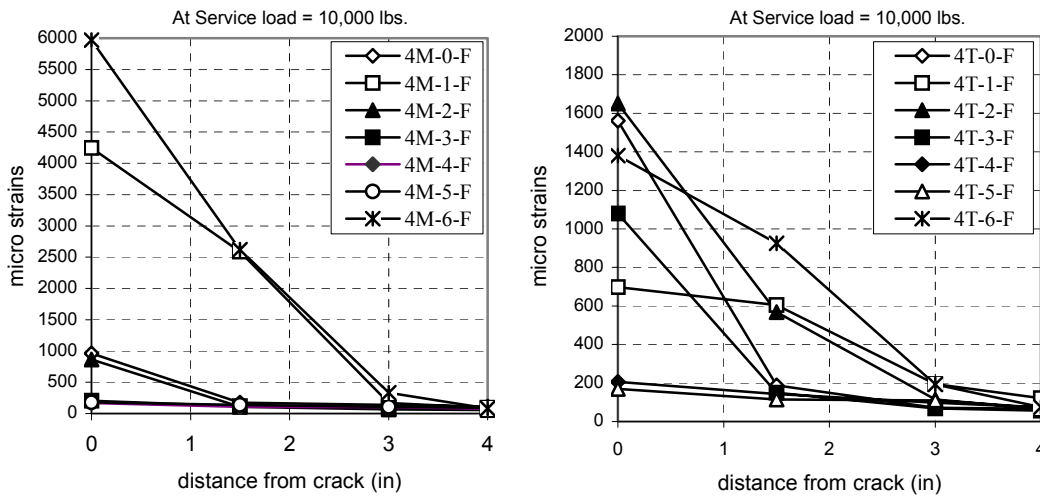 At Service load = 10,000 lbs.
6000
5500
5000
4500
4000
3500
3000
2500
2000
1500
1000
500
0
micro strains
4M-0-F
4M-1-F
4M-2-F
4M-3-F
4M-4-F
4M-5-F
4M-6-F
0 1 2 3 4
distance from crack (in)
At Service load = 10,000 lbs.
2000
1800
1600
1400
1200
1000
800
600
400
200
0
micro strains
4T-0-F
4T-1-F
4T-2-F
4T-3-F
4T-4-F
4T-5-F
4T-6-F
0 1 2 3 4
distance from crack (in)